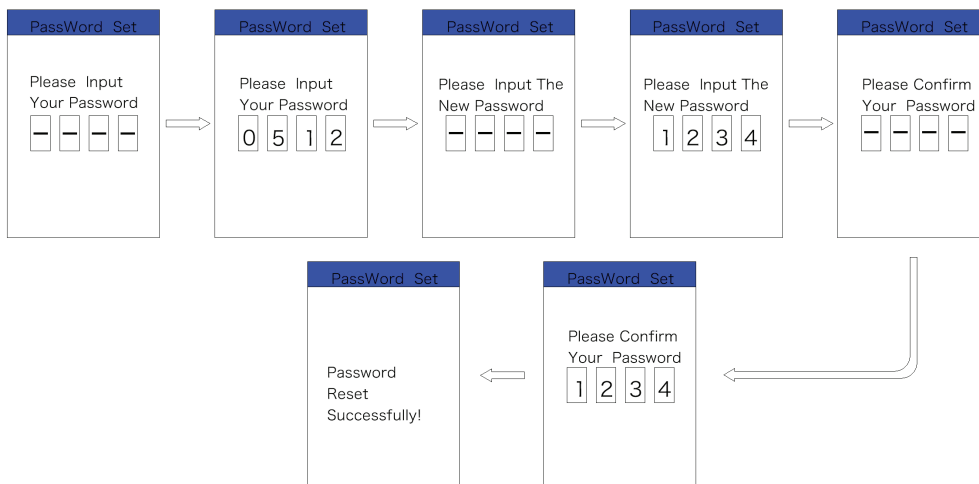 PassWord Set
Please Input
Your Password
– – – –
PassWord Set
Please Input
Your Password
0 5 1 2
PassWord Set
Please Input The
New Password
– – – –
PassWord Set
Please Input The
New Password
1 2 3 4
PassWord Set
Please Confirm
Your Password
– – – –
PassWord Set
Please Confirm
Your Password
1 2 3 4
PassWord Set
Password
Reset
Successfully!